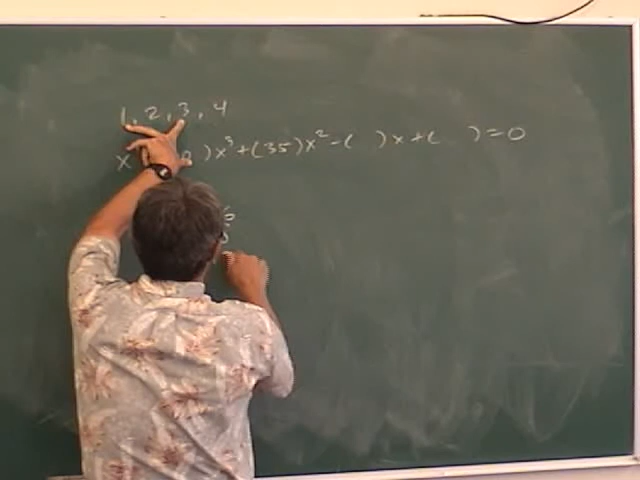 1, 2, 3, 4
x )x³+(35)x²-( )x+( )=0